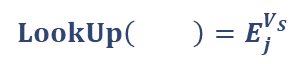 LookUp( ) = E_j^{V_S}